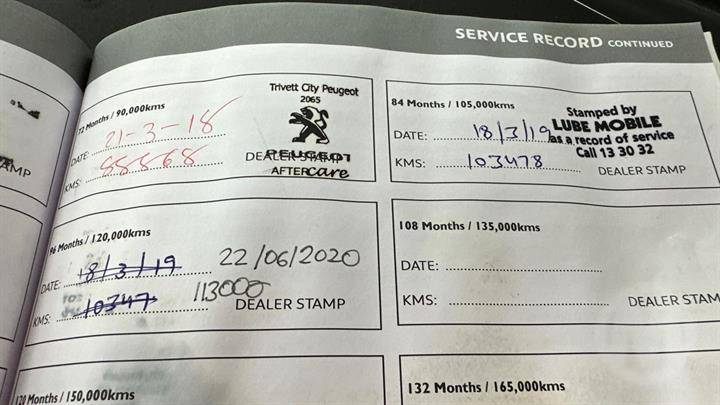 SERVICE RECORD CONTINUED
72 Months / 90,000kms
DATE: 21-3-18
KMS: 88868
Trivett City Peugeot
2065
DEALER STAMP
PEUGEOT
AFTERcare
84 Months / 105,000kms
DATE: 18/3/19
KMS: 103478
Stamped by
LUBE MOBILE
as a record of service
Call 13 30 32
DEALER STAMP
AMP
96 Months / 120,000kms
DATE: 18/3/19 22/06/2020
KMS: 10347 113000
DEALER STAMP
108 Months / 135,000kms
DATE:
KMS:
DEALER STAM
120 Months / 150,000kms
132 Months / 165,000kms